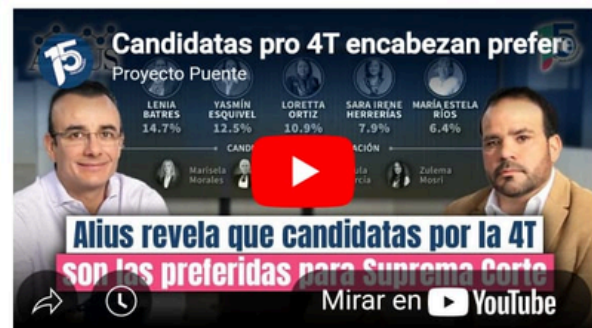 15
Candidatas pro 4T encabezan prefere
Proyecto Puente
LENIA BATRES YASMÍN ESQUIVEL LORETTA ORTIZ SARA IRENE HERRERÍAS MARÍA ESTELA RÍOS
14.7% 12.5% 10.9% 7.9% 6.4%
Marisela Morales
Zulema Mosri
Alius revela que candidatas por la 4T
son las preferidas para Suprema Corte
Mirar en YouTube